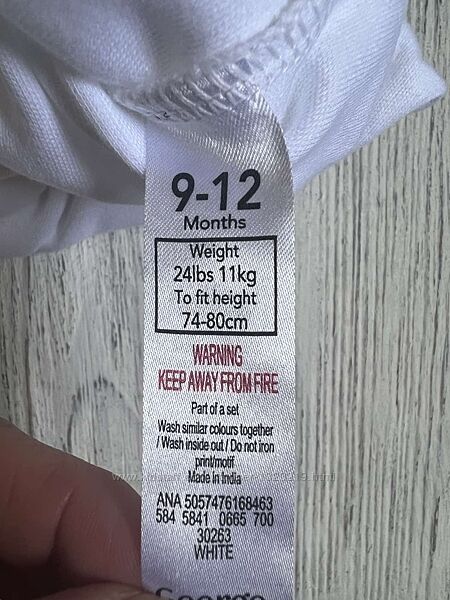 9-12
Months
Weight
24lbs 11kg
To fit height
74-80cm
WARNING
KEEP AWAY FROM FIRE
Part of a set
Wash similar colours together
/ Wash inside out / Do not iron
print/motif
Made in India
ANA 5057476168463
584 5841 0665 700
30263
WHITE
George